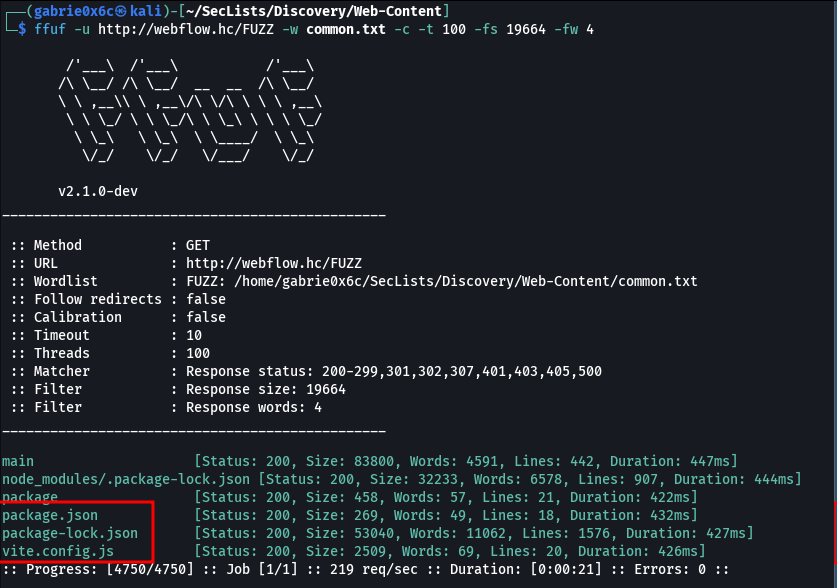 ┌──(gabrie0x6c㉿kali)-[~/SecLists/Discovery/Web-Content]
└─$ ffuf -u http://webflow.hc/FUZZ -w common.txt -c -t 100 -fs 19664 -fw 4
        /'___\  /'___\           /'___\
       /\ \__/ /\ \__/  __  __  /\ \__/
       \ \ ,__\\ \ ,__\/\ \/\ \ \ \ ,__\
        \ \ \_/ \ \ \_/\ \ \_\ \ \ \ \_/
         \ \_\   \ \_\  \ \____/  \ \_\
          \/_/    \/_/   \/___/    \/_/
v2.1.0-dev
________________________________________________
:: Method           : GET
:: URL              : http://webflow.hc/FUZZ
:: Wordlist         : FUZZ: /home/gabrie0x6c/SecLists/Discovery/Web-Content/common.txt
:: Follow redirects : false
:: Calibration      : false
:: Timeout          : 10
:: Threads          : 100
:: Matcher          : Response status: 200-299,301,302,307,401,403,405,500
:: Filter           : Response size: 19664
:: Filter           : Response words: 4
________________________________________________
main                    [Status: 200, Size: 83800, Words: 4591, Lines: 442, Duration: 447ms]
node_modules/.package-lock.json [Status: 200, Size: 32233, Words: 6578, Lines: 907, Duration: 444ms]
package                 [Status: 200, Size: 458, Words: 57, Lines: 21, Duration: 422ms]
package.json            [Status: 200, Size: 269, Words: 49, Lines: 18, Duration: 432ms]
package-lock.json       [Status: 200, Size: 53040, Words: 11062, Lines: 1576, Duration: 427ms]
vite.config.js          [Status: 200, Size: 2509, Words: 69, Lines: 20, Duration: 426ms]
:: Progress: [4750/4750] :: Job [1/1] :: 219 req/sec :: Duration: [0:00:21] :: Errors: 0 ::